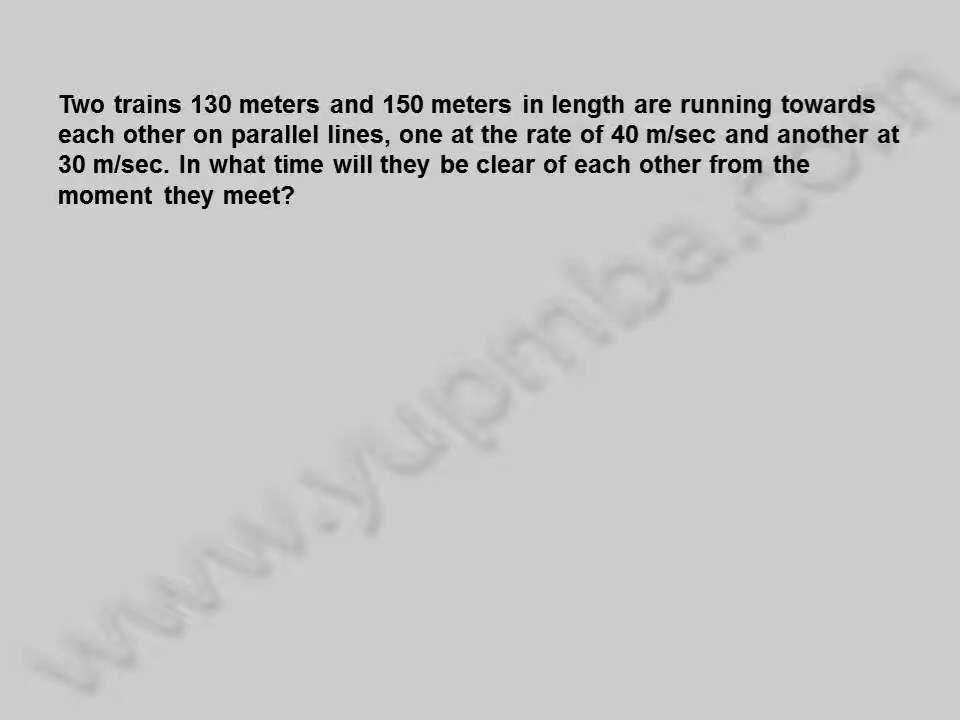 Two trains 130 meters and 150 meters in length are running towards
each other on parallel lines, one at the rate of 40 m/sec and another at
30 m/sec. In what time will they be clear of each other from the
moment they meet?
www.yupmba.com